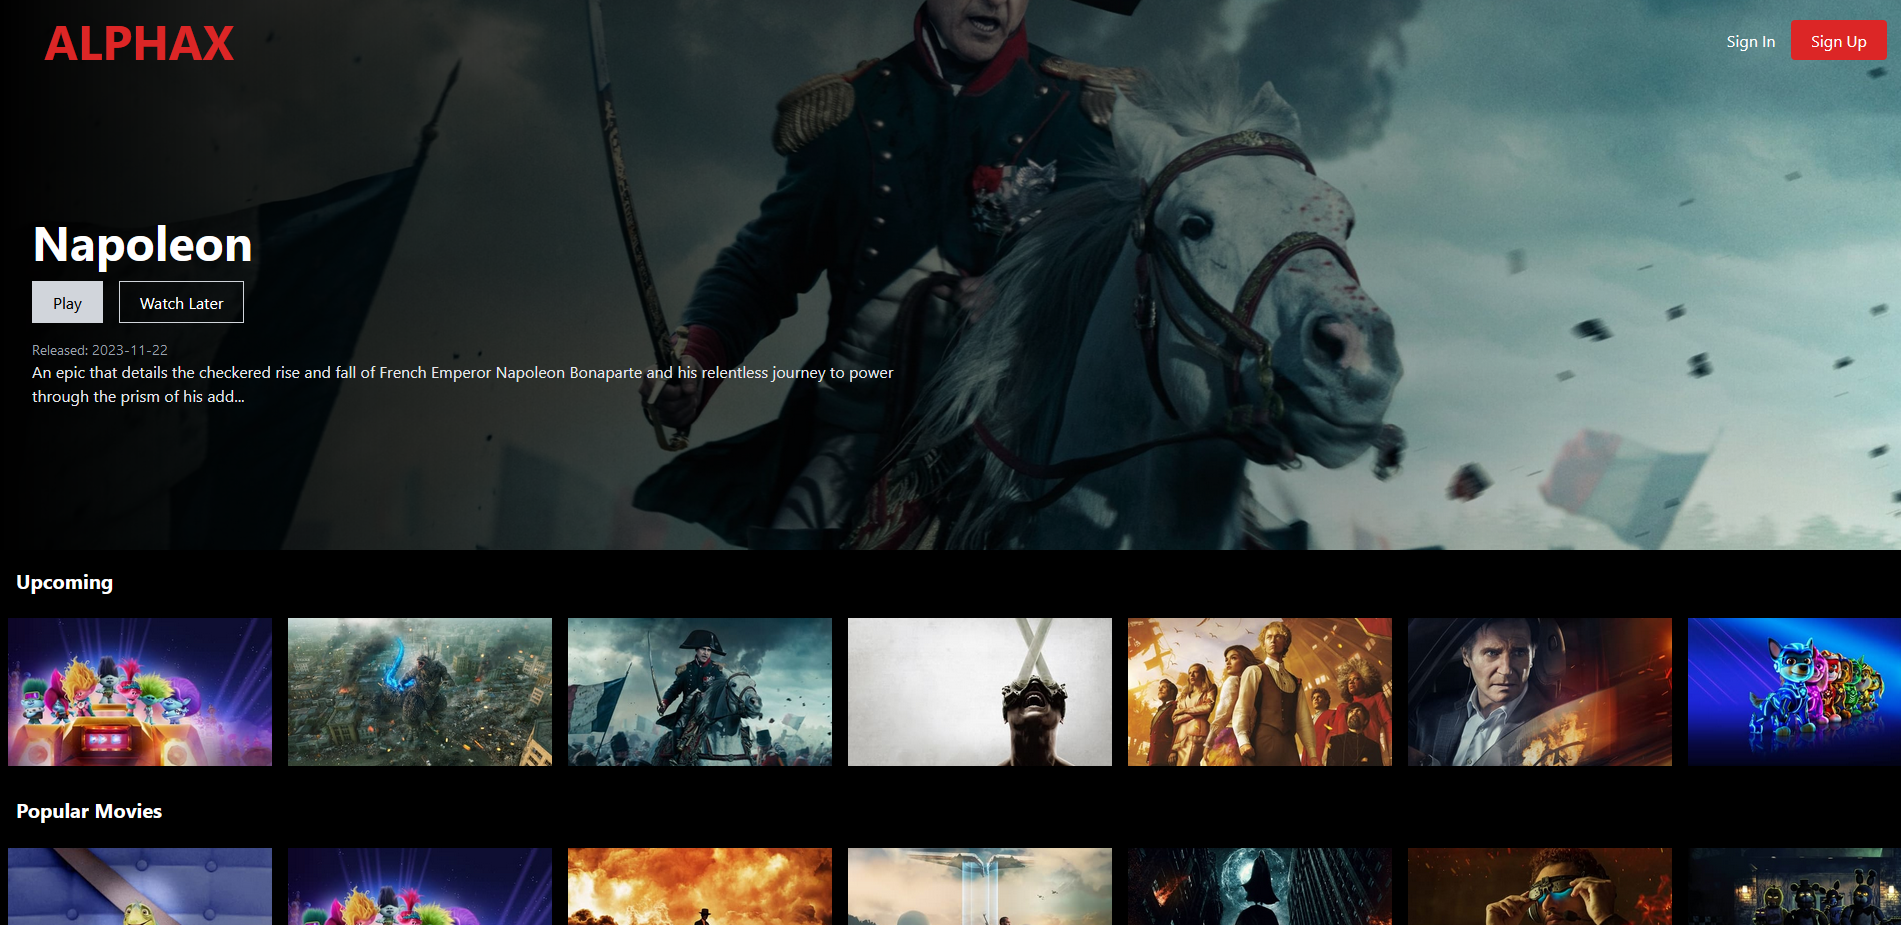 ALPHAX
Sign In
Sign Up
Napoleon
Play
Watch Later
Released: 2023-11-22
An epic that details the checkered rise and fall of French Emperor Napoleon Bonaparte and his relentless journey to power
through the prism of his add...
Upcoming
Popular Movies